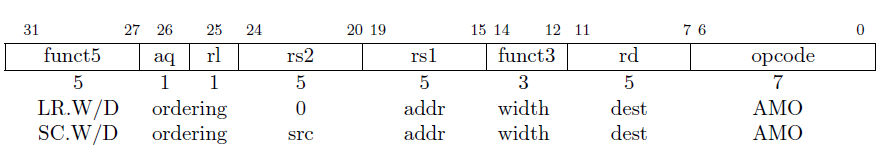 31 27 26 25 24 20 19 15 14 12 11 7 6 0
funct5 aq rl rs2 rs1 funct3 rd opcode
5 1 1 5 5 3 5 7
LR.W/D ordering 0 addr width dest AMO
SC.W/D ordering src addr width dest AMO